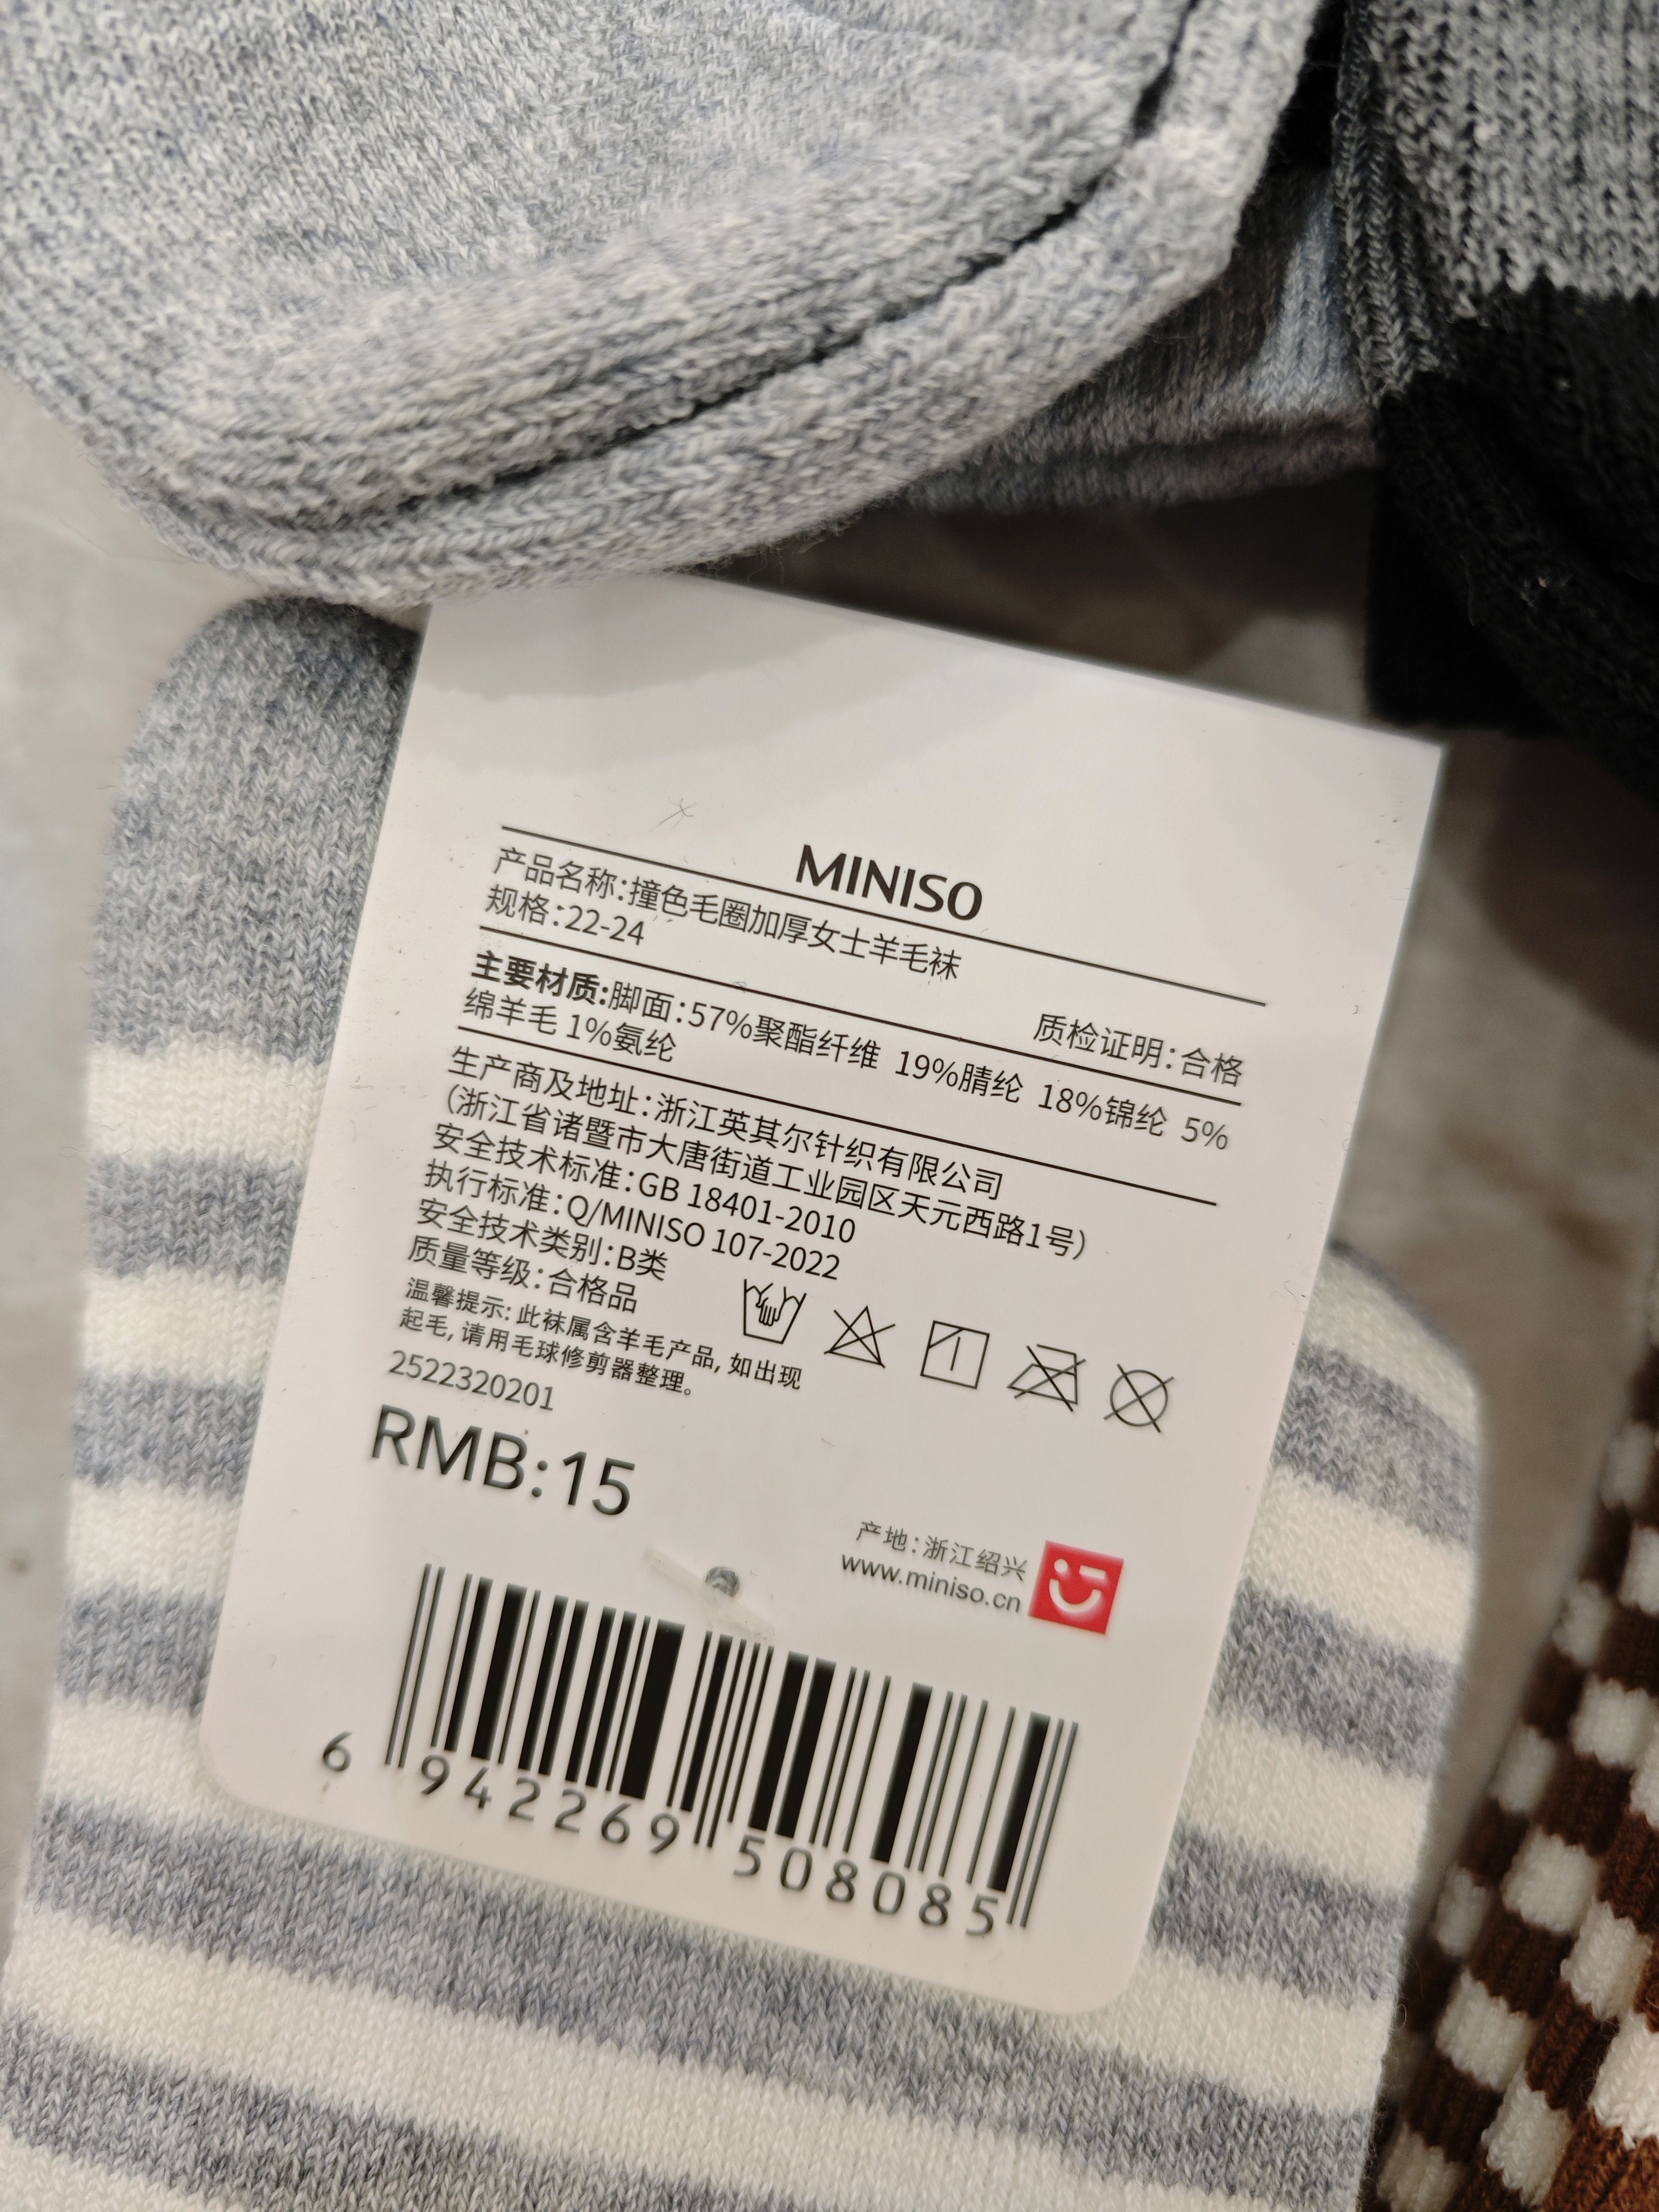 MINISO
产品名称:撞色毛圈加厚女士羊毛袜
规格:22-24
质检证明:合格
主要材质:脚面:57%聚酯纤维 19%腈纶 18%锦纶 5%
绵羊毛 1%氨纶
生产商及地址:浙江英其尔针织有限公司
(浙江省诸暨市大唐街道工业园区天元西路1号)
安全技术标准:GB 18401-2010
执行标准:Q/MINISO 107-2022
安全技术类别:B类
质量等级:合格品
温馨提示:此袜属含羊毛产品,如出现
起毛,请用毛球修剪器整理。
2522320201
RMB:15
产地:浙江绍兴
www.miniso.cn
6 942269 508085